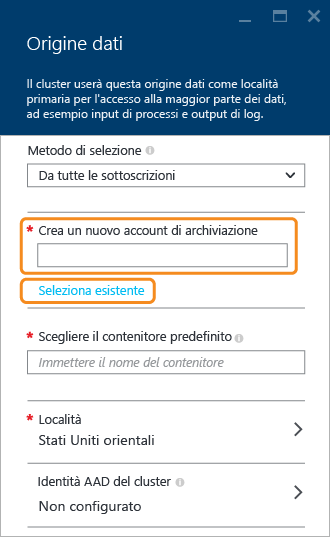 Origine dati
Il cluster userà questa origine dati come località
primaria per l'accesso alla maggior parte dei dati,
ad esempio input di processi e output di log.
Metodo di selezione
Da tutte le sottoscrizioni
* Crea un nuovo account di archiviazione
Seleziona esistente
* Scegliere il contenitore predefinito
Immettere il nome del contenitore
* Località
Stati Uniti orientali
Identità AAD del cluster
Non configurato